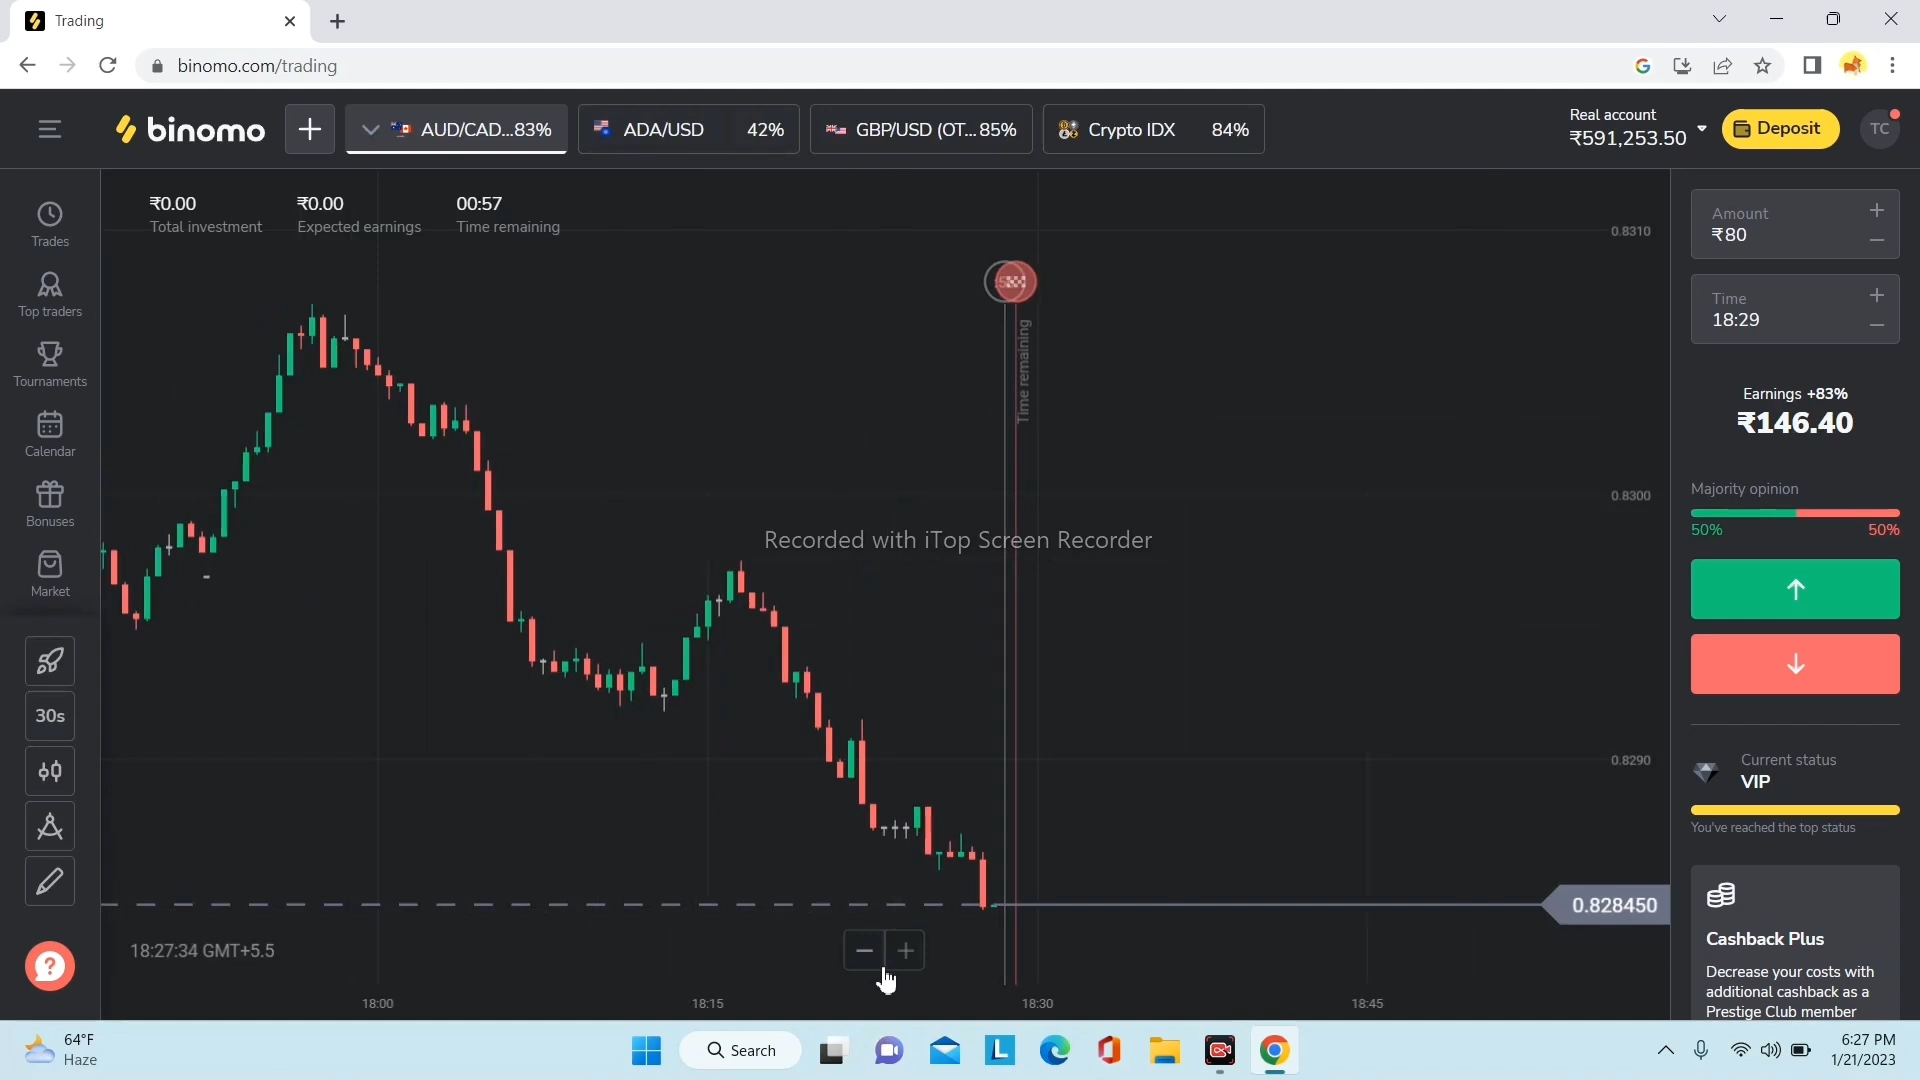 Trading
binomo.com/trading
binomo
AUD/CAD...83%
ADA/USD 42%
GBP/USD (OT... 85%
Crypto IDX 84%
Real account
₹591,253.50
Deposit
TC
₹0.00
Total investment
₹0.00
Expected earnings
00:57
Time remaining
Trades
Top traders
Tournaments
Calendar
Bonuses
Market
30s
Time remaining
0.8310
0.8300
0.8290
0.828450
Recorded with iTop Screen Recorder
18:27:34 GMT+5.5
18:00
18:15
18:30
18:45
Amount
₹80
Time
18:29
Earnings +83%
₹146.40
Majority opinion
50% 50%
Current status
VIP
You've reached the top status
Cashback Plus
Decrease your costs with
additional cashback as a
Prestige Club member
64°F
Haze
Search
6:27 PM
1/21/2023